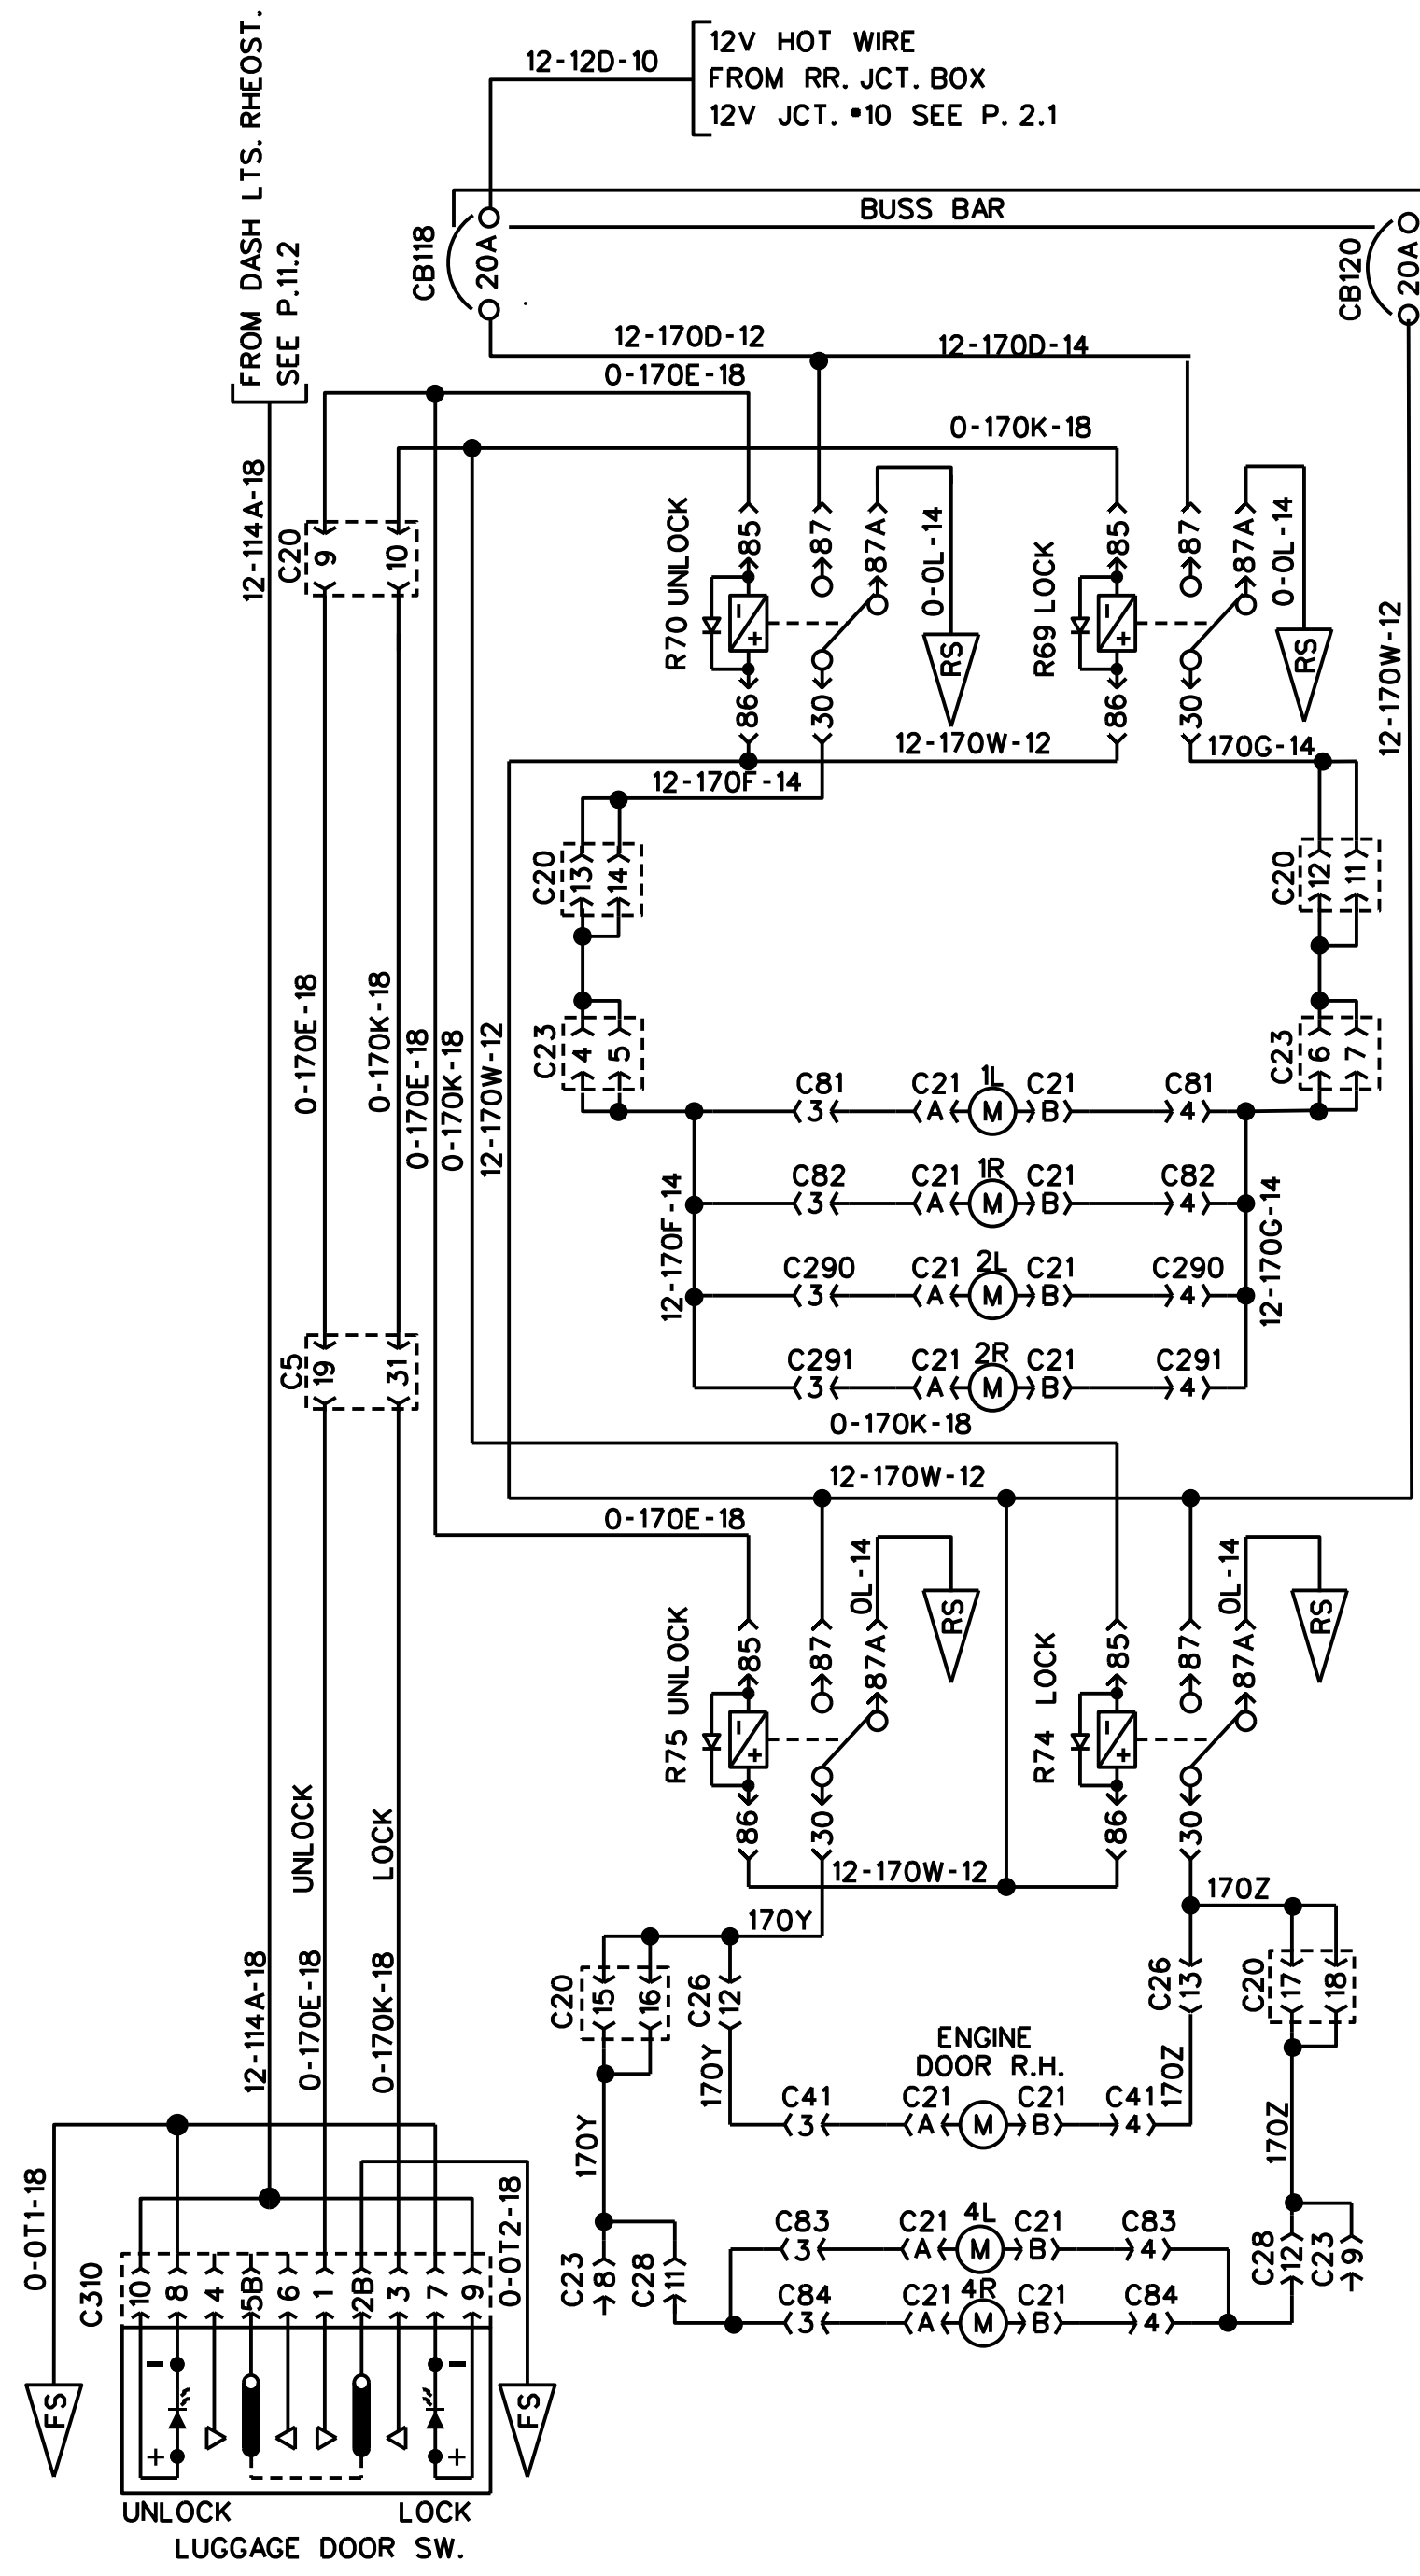 12V HOT WIRE
FROM RR. JCT. BOX
12V JCT. #10 SEE P. 2.1
12-12D-10
FROM DASH LTS. RHEOST.
SEE P.11.2
BUSS BAR
CB118
20A
CB120
20A
12-170D-12
12-170D-14
0-170E-18
0-170K-18
12-114A-18
C20
9
10
R70 UNLOCK
85
87
87A
0-0L-14
RS
86
30
R69 LOCK
85
87
87A
0-0L-14
RS
86
30
12-170W-12
12-170W-12
170G-14
12-170F-14
C20
13
14
C20
12
11
C23
4
5
C23
6
7
0-170E-18
0-170K-18
0-170E-18
0-170K-18
12-170W-12
C81
3
C21
A
1L
M
C21
B
C81
4
C82
3
C21
A
1R
M
C21
B
C82
4
C290
3
C21
A
2L
M
C21
B
C290
4
C291
3
C21
A
2R
M
C21
B
C291
4
12-170F-14
12-170G-14
C5
19
31
0-170K-18
12-170W-12
0-170E-18
R75 UNLOCK
85
87
87A
0L-14
RS
86
30
R74 LOCK
85
87
87A
0L-14
RS
86
30
UNLOCK
LOCK
12-170W-12
170Y
170Z
C20
15
16
C26
12
C26
13
C20
17
18
12-114A-18
0-170E-18
0-170K-18
170Y
ENGINE
DOOR R.H.
170Z
C41
3
C21
A
M
C21
B
C41
4
170Y
170Z
C23
8
C28
11
C83
3
C21
A
4L
M
C21
B
C83
4
C84
3
C21
A
4R
M
C21
B
C84
4
C28
12
C23
9
0-0T1-18
0-0T2-18
C310
10
8
4
5B
6
1
2B
3
7
9
FS
FS
- +
- +
UNLOCK
LOCK
LUGGAGE DOOR SW.